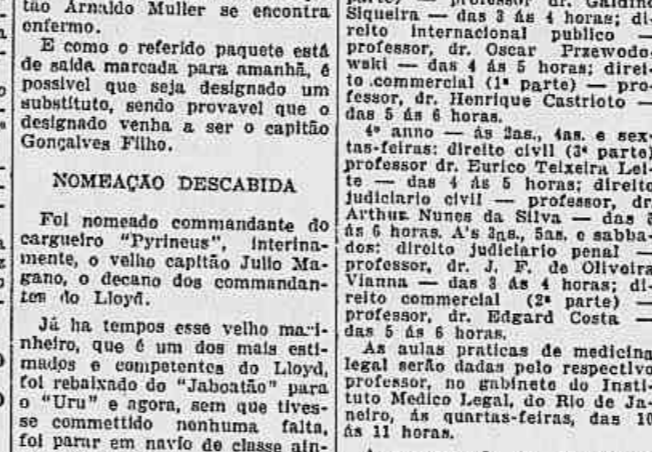 tão Arnaldo Muller se encontra
enfermo.
E como o referido paquete está
de saida marcada para amanhã, é
possivel que seja designado um
substituto, sendo provavel que o
designado venha a ser o capitão
Gonçalves Filho.
NOMEAÇÃO DESCABIDA
Foi nomeado commandante do
cargueiro "Pyrineus", interina-
mente, o velho capitão Julio Ma-
gano, o decano dos commandan-
tes do Lloyd.
Já ha tempos esse velho mari-
nheiro, que é um dos mais esti-
mados e competentes do Lloyd,
foi rebaixado do "Jaboatão" para
o "Uru" e agora, sem que tives-
se commettido nenhuma falta,
foi parar em navio de classe ain-
parte) — professor dr. Galdino
Siqueira — das 3 ás 4 horas; di-
reito internacional publico —
professor, dr. Oscar Przewodo-
wski — das 4 ás 5 horas; direi-
to commercial (1ª parte) — pro-
fessor, dr. Henrique Castrioto —
das 5 ás 6 horas.
4º anno — ás 2as., 4as. e sex-
tas-feiras: direito civil (3ª parte)
professor dr. Eurico Teixeira Lei-
te — das 4 ás 5 horas; direito
judiciario civil — professor, dr
Arthur Nunes da Silva — das 5
ás 6 horas. A's 3as., 5as. e sabba-
dos: direito judiciario penal —
professor, dr. J. F. de Oliveira
Vianna — das 3 ás 4 horas; di-
reito commercial (2ª parte) —
professor, dr. Edgard Costa —
das 5 ás 6 horas.
As aulas praticas de medicina
legal serão dadas pelo respectivo
professor, no gabinete do Insti-
tuto Medico Legal, do Rio de Ja-
neiro, ás quartas-feiras, das 10
ás 11 horas.